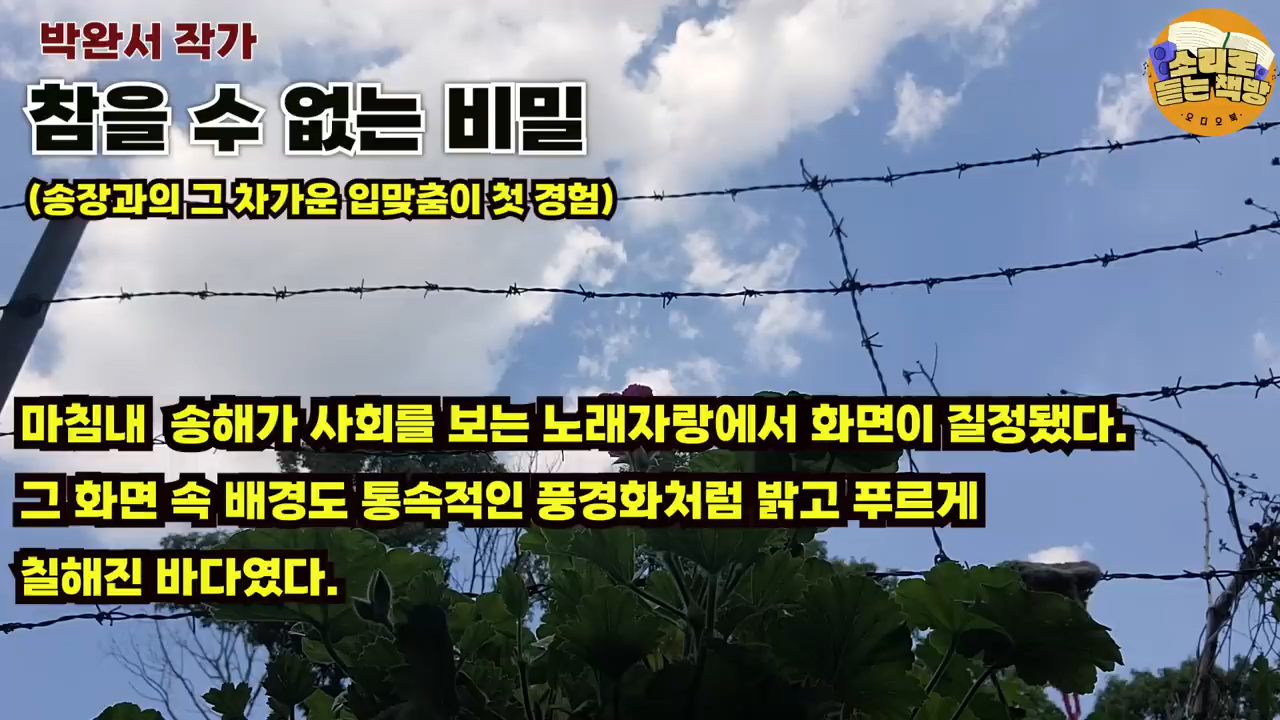 박완서 작가
참을 수 없는 비밀
(송장과의 그 차가운 입맞춤이 첫 경험)
소리로
듣는 책방
·오디오북·
마침내 송해가 사회를 보는 노래자랑에서 화면이 질정됐다.
그 화면 속 배경도 통속적인 풍경화처럼 밝고 푸르게
칠해진 바다였다.